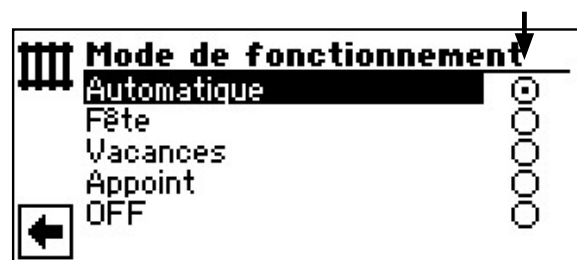 Mode de fonctionnement
Automatique
Fête
Vacances
Appoint
OFF